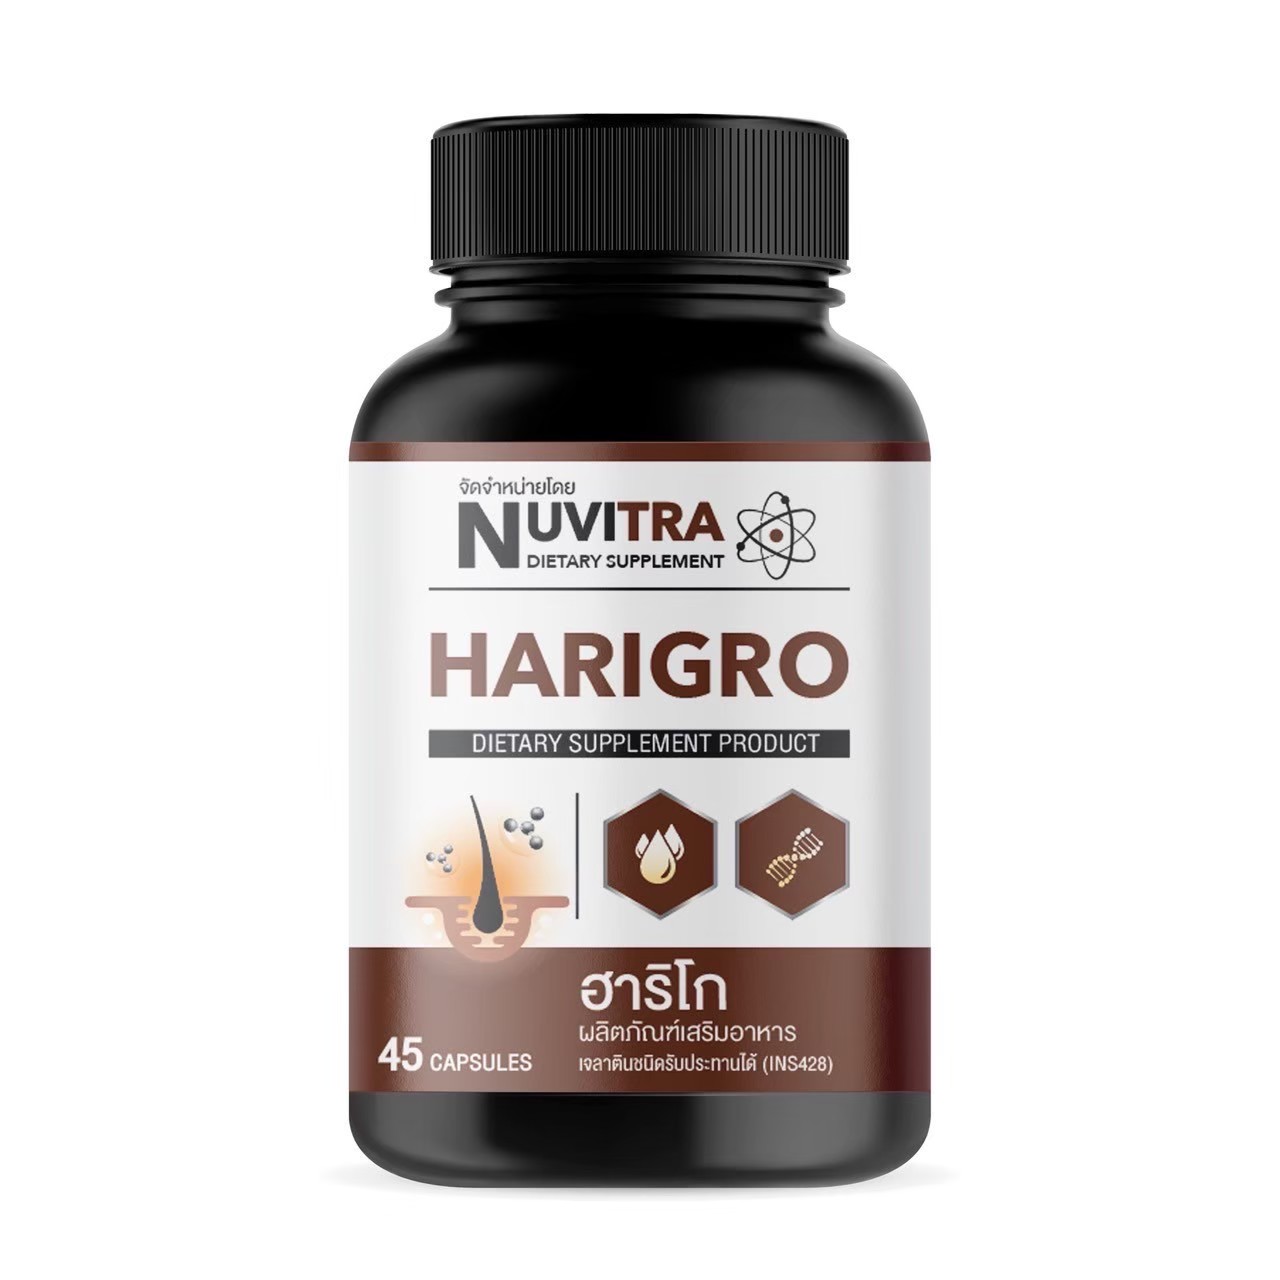 จัดจำหน่ายโดย
NUVITRA
DIETARY SUPPLEMENT
HARIGRO
DIETARY SUPPLEMENT PRODUCT
ฮาริโก
ผลิตภัณฑ์เสริมอาหาร
45 CAPSULES
เจลาตินชนิดรับประทานได้ (INS428)